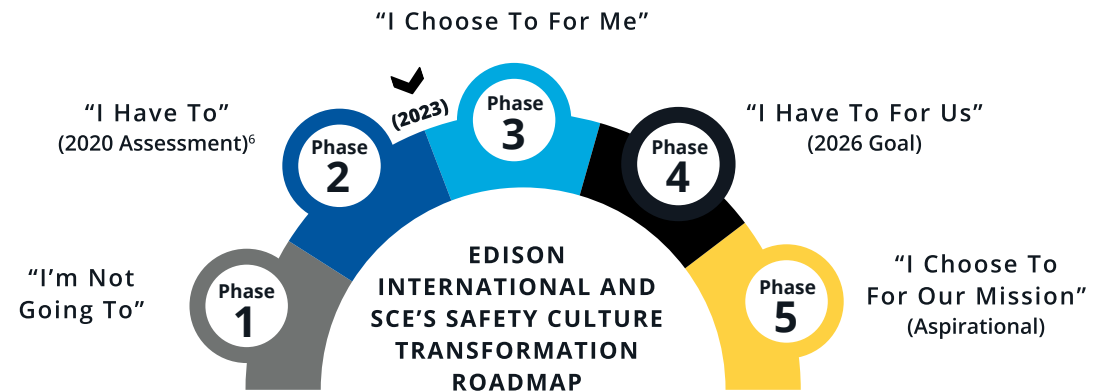 “I Choose To For Me”
(2023)
“I Have To”
(2020 Assessment)⁶
“I Have To For Us”
(2026 Goal)
“I’m Not
Going To”
“I Choose To
For Our Mission”
(Aspirational)
Phase
1
Phase
2
Phase
3
Phase
4
Phase
5
EDISON
INTERNATIONAL AND
SCE’S SAFETY CULTURE
TRANSFORMATION
ROADMAP